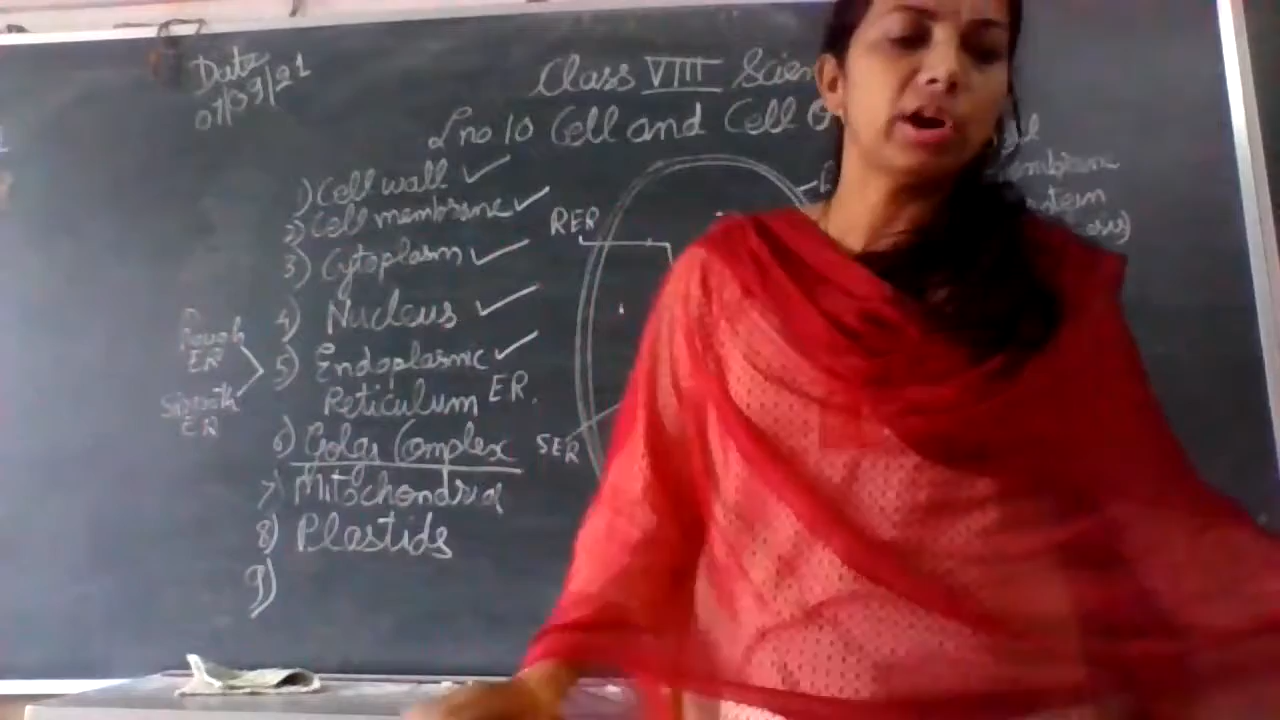 Date
07/09/21
Class VIII Scien
L no 10 Cell and Cell O
1) Cell wall ✓
2) Cell membrane ✓
3) Cytoplasm ✓
4) Nucleus ✓
5) Endoplasmic ✓
Reticulum ER.
Rough
ER
Smooth
ER
6) Golgi Complex
7) Mitochondria
8) Plastids
9)
RER
SER
embrane